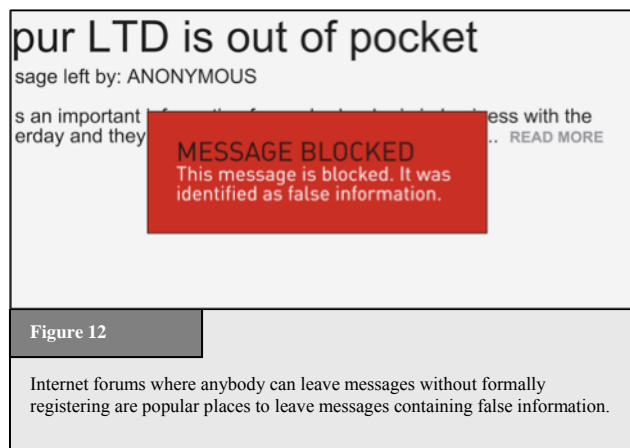 pur LTD is out of pocket
sage left by: ANONYMOUS
s an important ess with the
erday and they .. READ MORE
MESSAGE BLOCKED
This message is blocked. It was
identified as false information.
Figure 12
Internet forums where anybody can leave messages without formally
registering are popular places to leave messages containing false information.